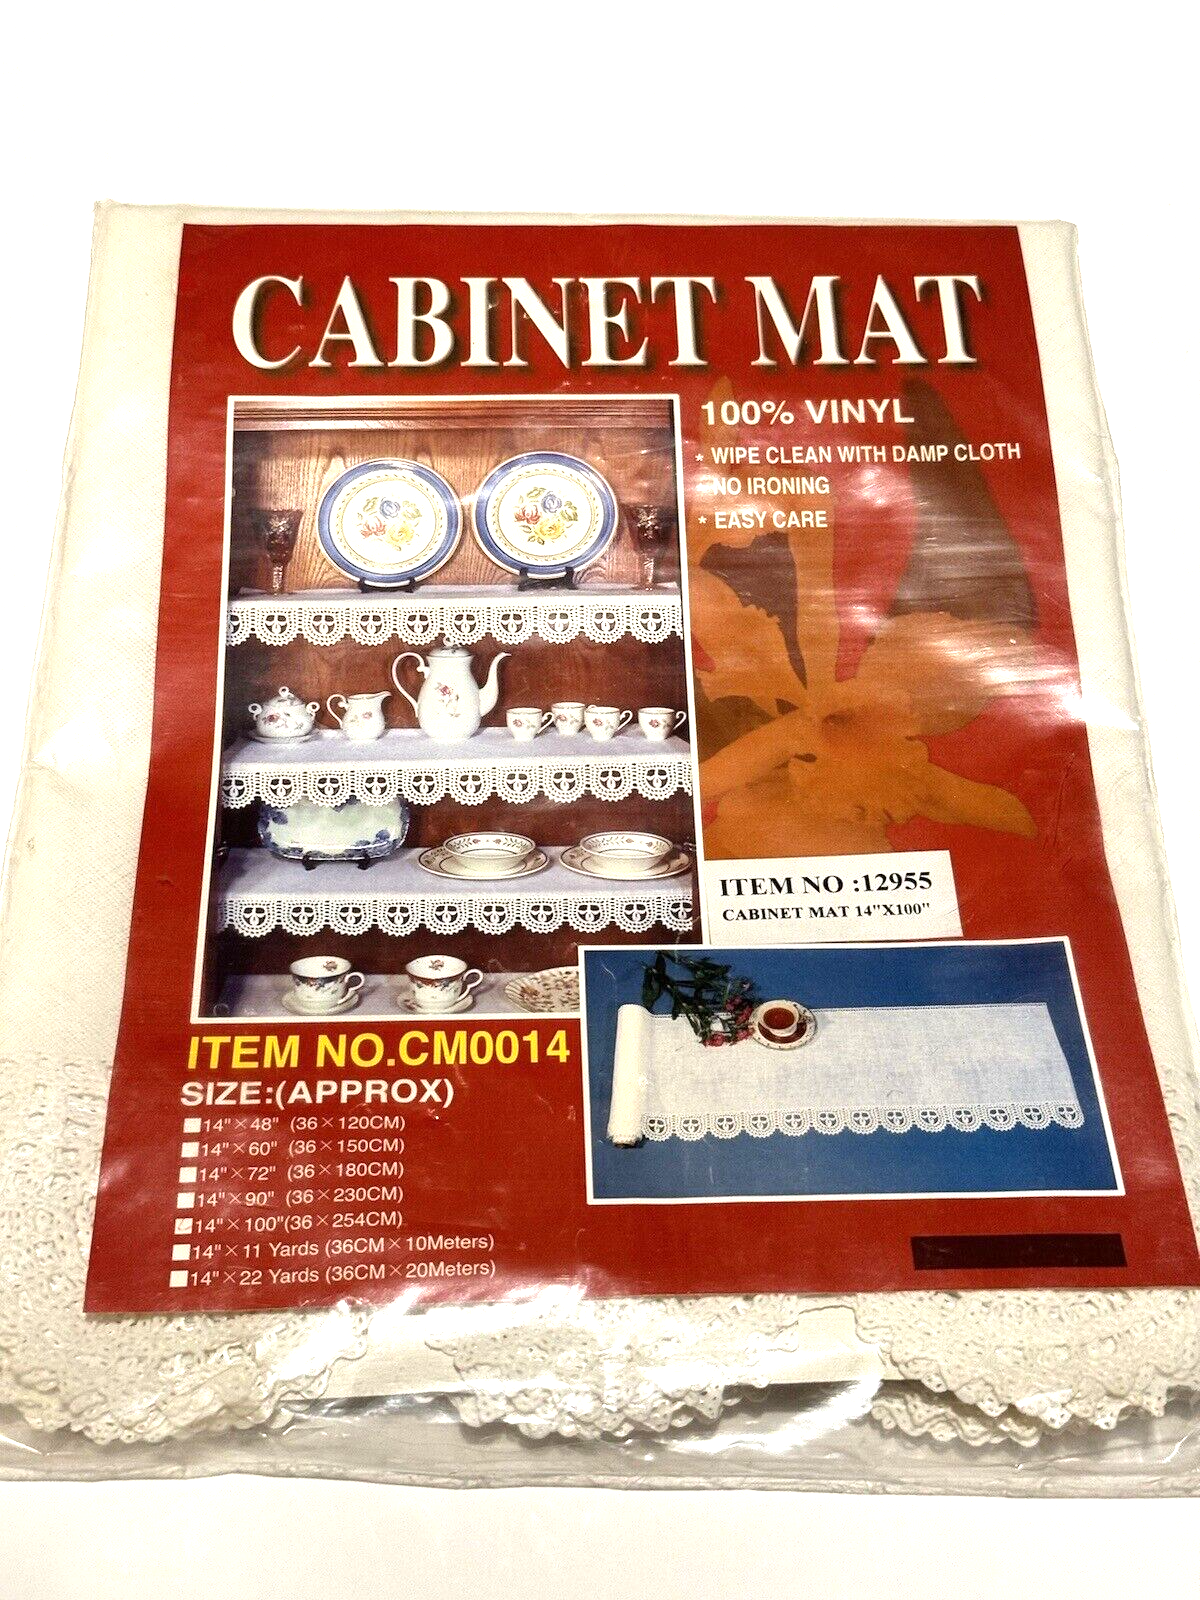 CABINET MAT
100% VINYL
* WIPE CLEAN WITH DAMP CLOTH
NO IRONING
* EASY CARE
ITEM NO :12955
CABINET MAT 14"X100"
ITEM NO.CM0014
SIZE:(APPROX)
14"×48" (36×120CM)
14"×60" (36×150CM)
14"×72" (36×180CM)
14"×90" (36×230CM)
14"×100"(36×254CM)
14"×11 Yards (36CM×10Meters)
14"×22 Yards (36CM×20Meters)